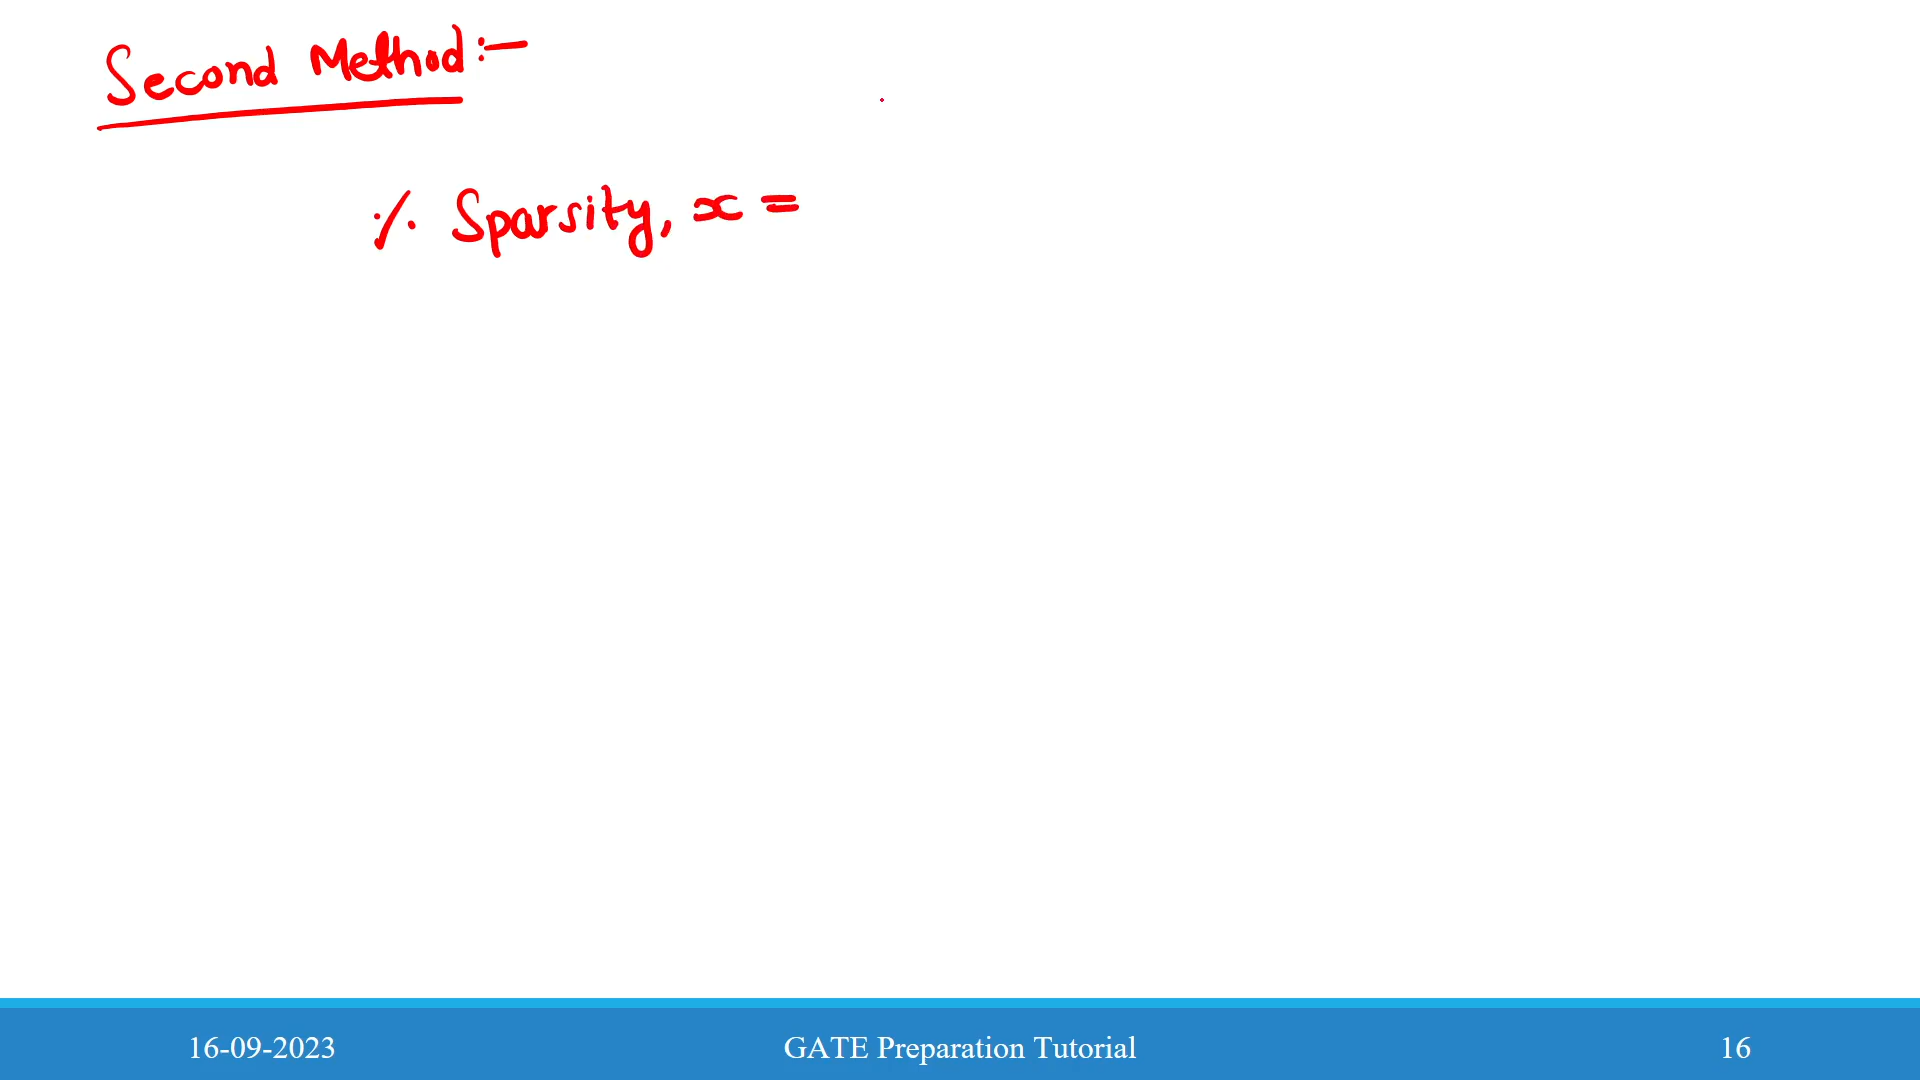 Second Method:-
% Sparsity, x =
16-09-2023 GATE Preparation Tutorial 16